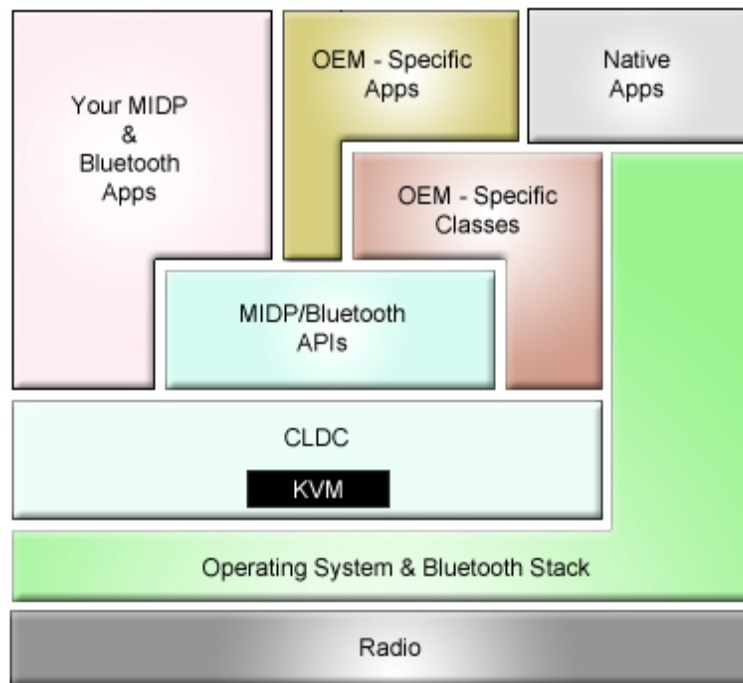 Your MIDP
&
Bluetooth
Apps
OEM - Specific
Apps
Native
Apps
OEM - Specific
Classes
MIDP/Bluetooth
APIs
CLDC
KVM
Operating System & Bluetooth Stack
Radio